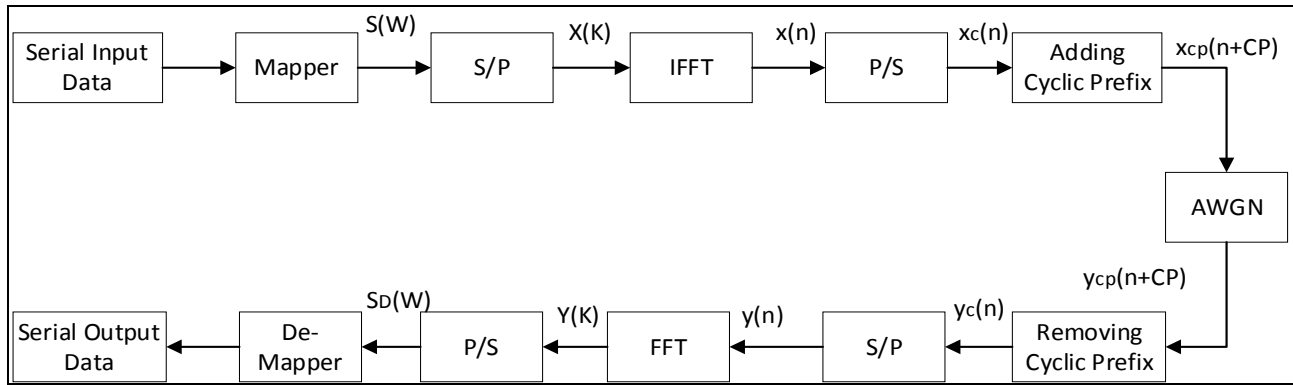 S(W)
X(K)
x(n)
xc(n)
xcp(n+CP)
Serial Input
Data
Mapper
S/P
IFFT
P/S
Adding
Cyclic Prefix
AWGN
ycp(n+CP)
SD(W)
Y(K)
y(n)
yc(n)
Serial Output
Data
De-
Mapper
P/S
FFT
S/P
Removing
Cyclic Prefix